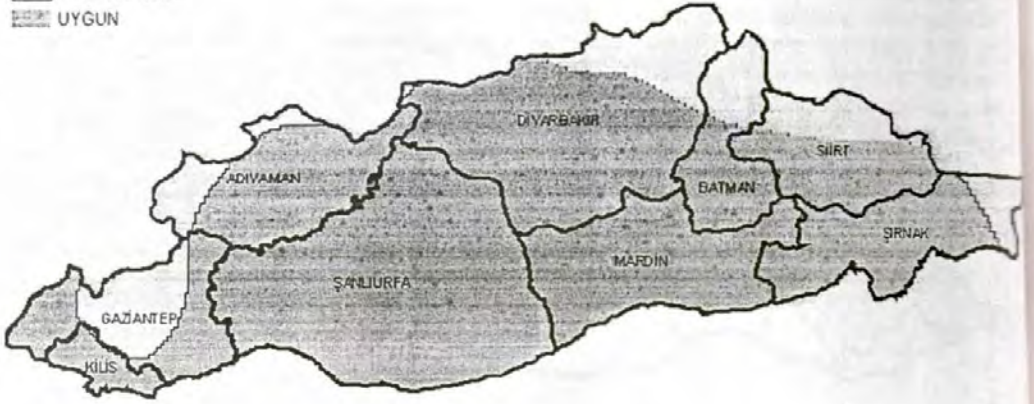 UYGUN
DİYARBAKIR
SİİRT
ADIYAMAN
BATMAN
ŞIRNAK
MARDİN
ŞANLIURFA
GAZİANTEP
KİLİS